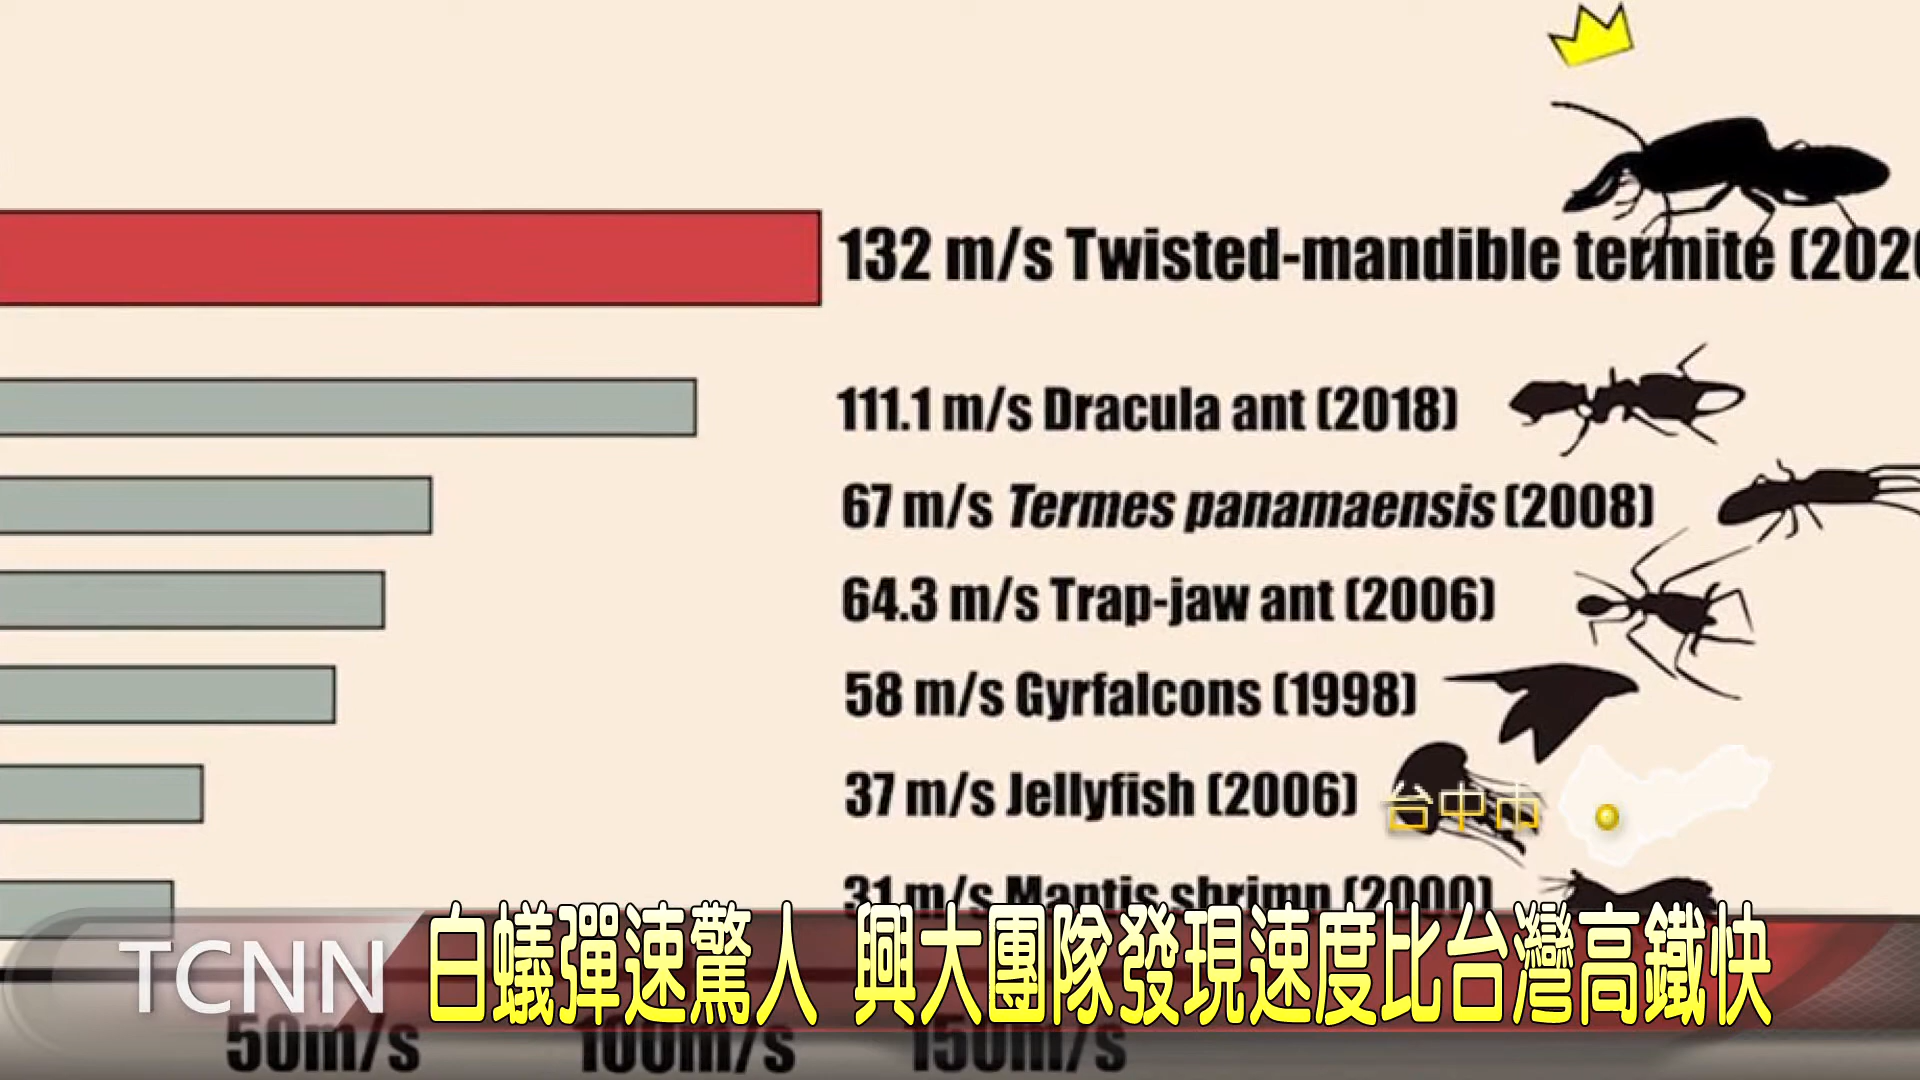 132 m/s Twisted-mandible termite (2020
111.1 m/s Dracula ant (2018)
67 m/s Termes panamaensis (2008)
64.3 m/s Trap-jaw ant (2006)
58 m/s Gyrfalcons (1998)
37 m/s Jellyfish (2006)
台中市
31 m/s Mantis shrimp (2000)
TCNN 白蟻彈速驚人 興大團隊發現速度比台灣高鐵快
50m/s 100m/s 150m/s